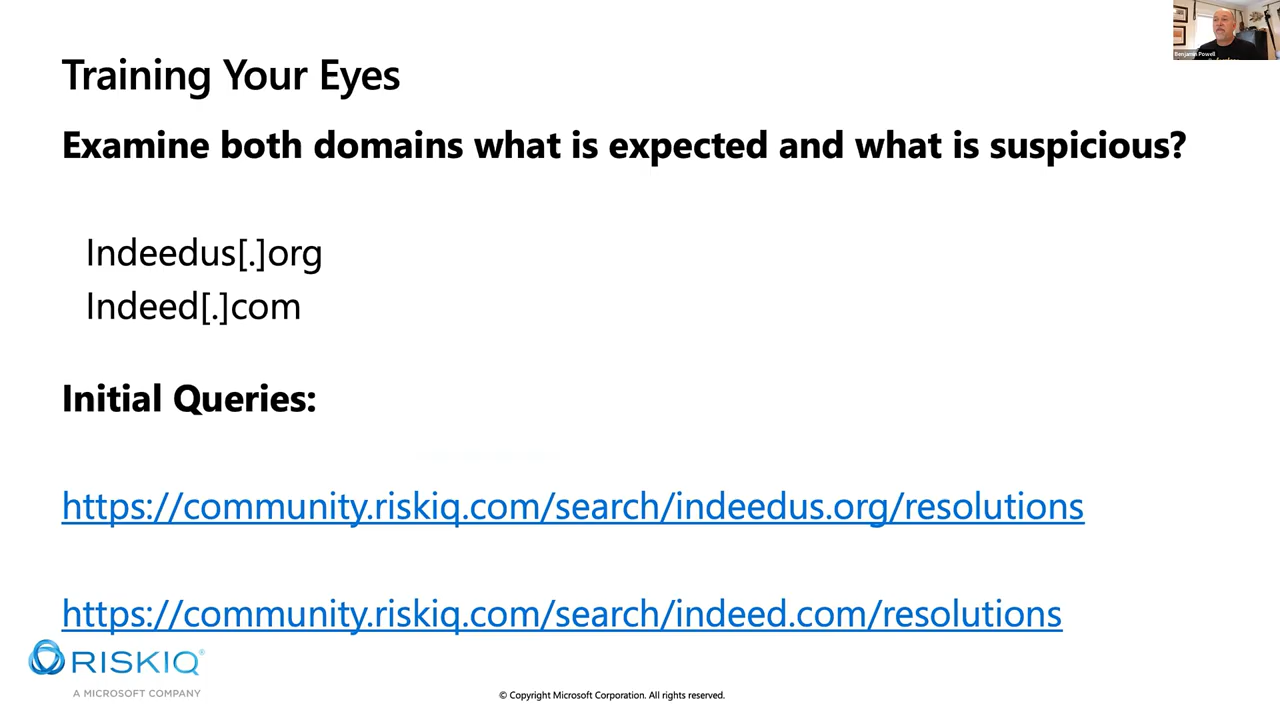 Benjamin Powell
Training Your Eyes
Examine both domains what is expected and what is suspicious?
Indeedus[.]org
Indeed[.]com
Initial Queries:
https://community.riskiq.com/search/indeedus.org/resolutions
https://community.riskiq.com/search/indeed.com/resolutions
RISKIQ®
A MICROSOFT COMPANY
© Copyright Microsoft Corporation. All rights reserved.